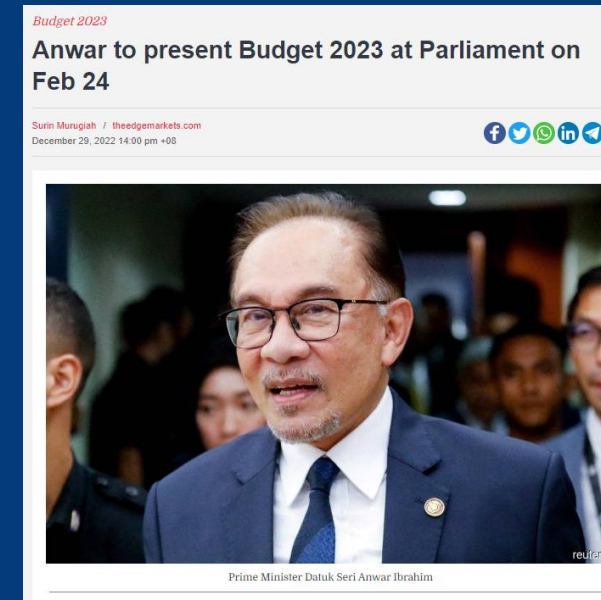 Budget 2023
Anwar to present Budget 2023 at Parliament on
Feb 24
Surin Murugiah / theedgemarkets.com
December 29, 2022 14:00 pm +08
reuter
Prime Minister Datuk Seri Anwar Ibrahim